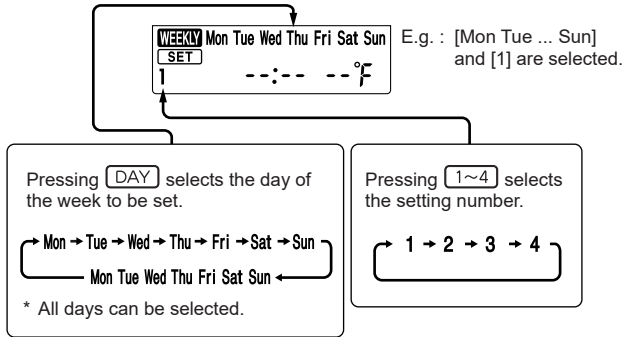 WEEKLY Mon Tue Wed Thu Fri Sat Sun
SET
1 --:-- --°F
E.g. : [Mon Tue ... Sun]
and [1] are selected.
Pressing DAY selects the day of
the week to be set.
Mon → Tue → Wed → Thu → Fri → Sat → Sun
Mon Tue Wed Thu Fri Sat Sun
* All days can be selected.
Pressing 1~4 selects
the setting number.
1 → 2 → 3 → 4